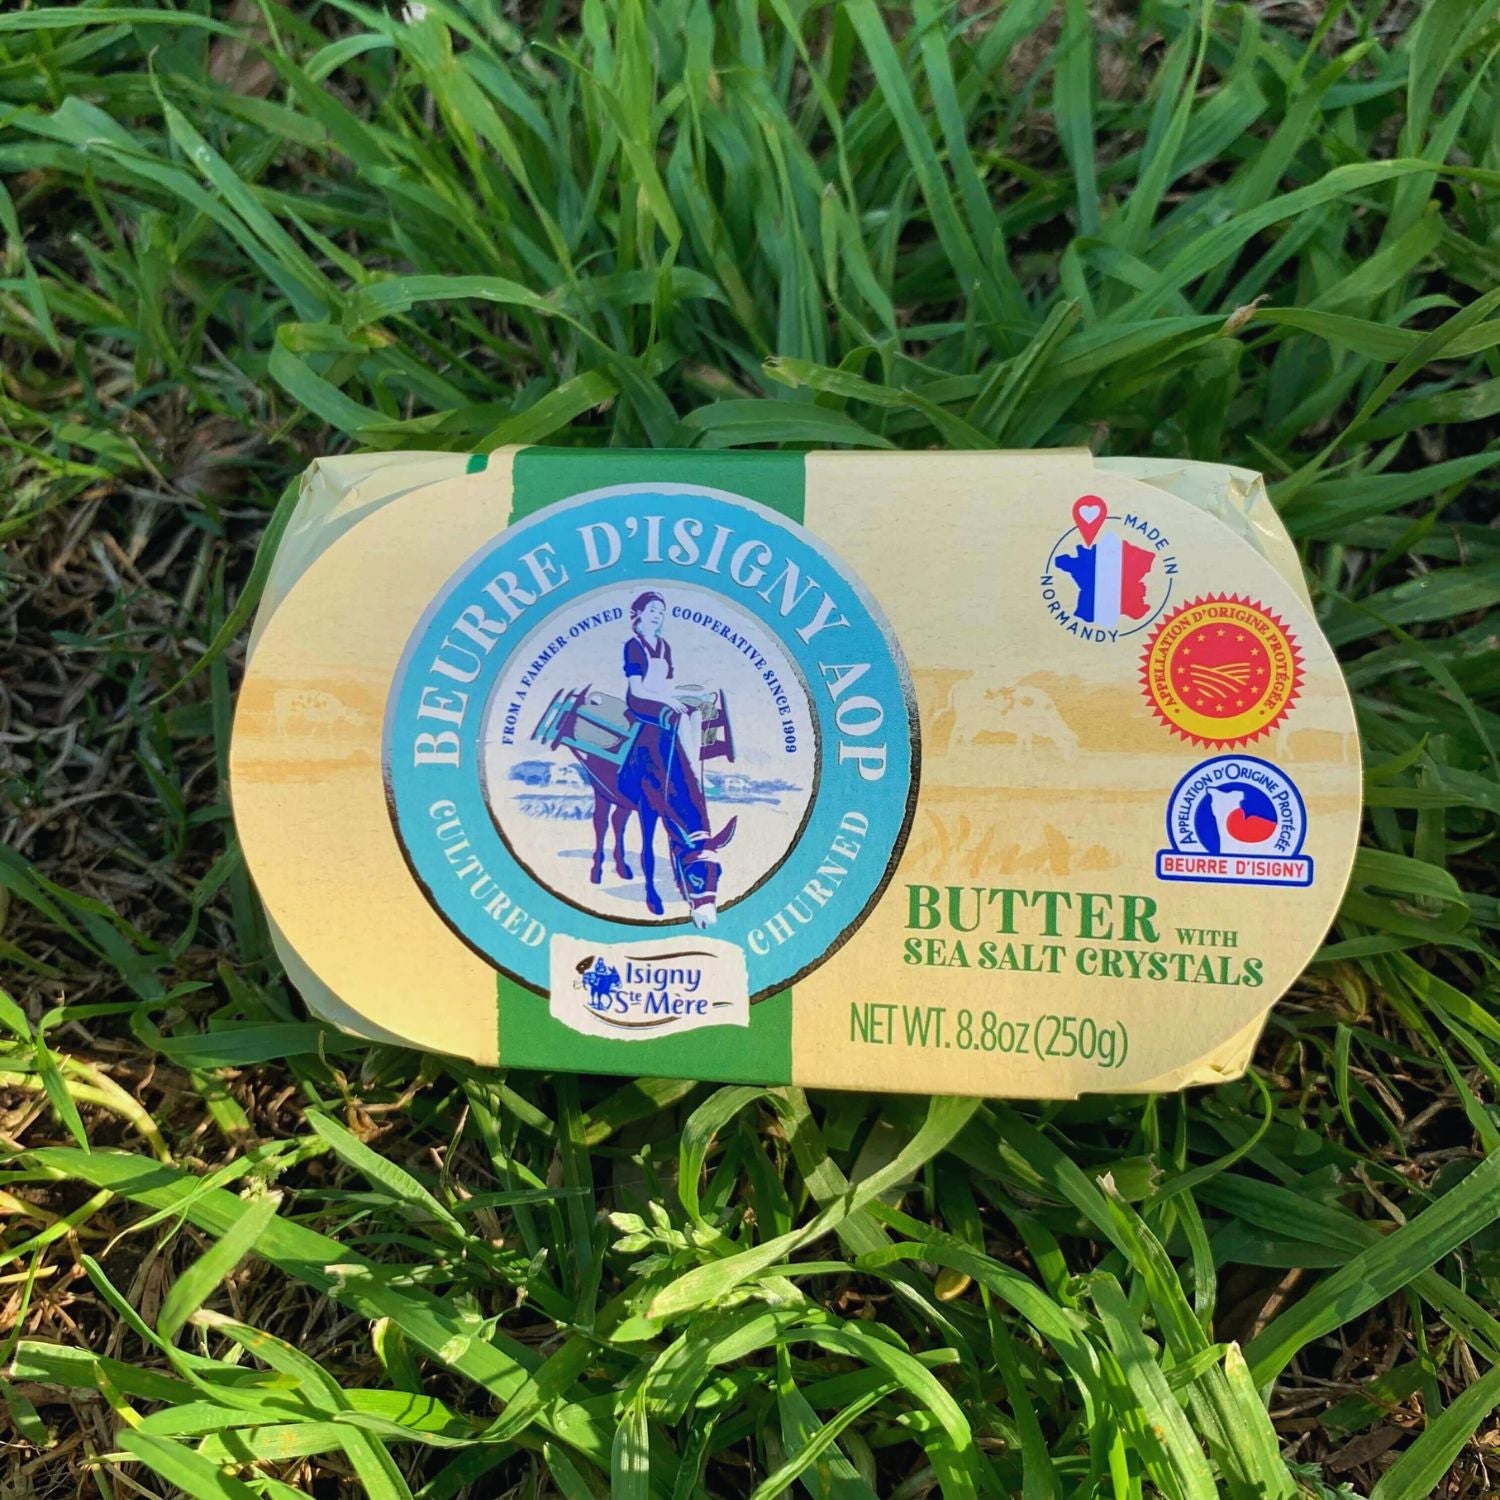 BEURRE D'ISIGNY AOP
FROM A FARMER-OWNED COOPERATIVE SINCE 1909
CULTURED
CHURNED
Isigny
Ste Mère
MADE IN
NORMANDY
APPELLATION D'ORIGINE PROTÉGÉE
APPELLATION D'ORIGINE PROTÉGÉE
BEURRE D'ISIGNY
BUTTER WITH
SEA SALT CRYSTALS
NET WT. 8.8oz (250g)